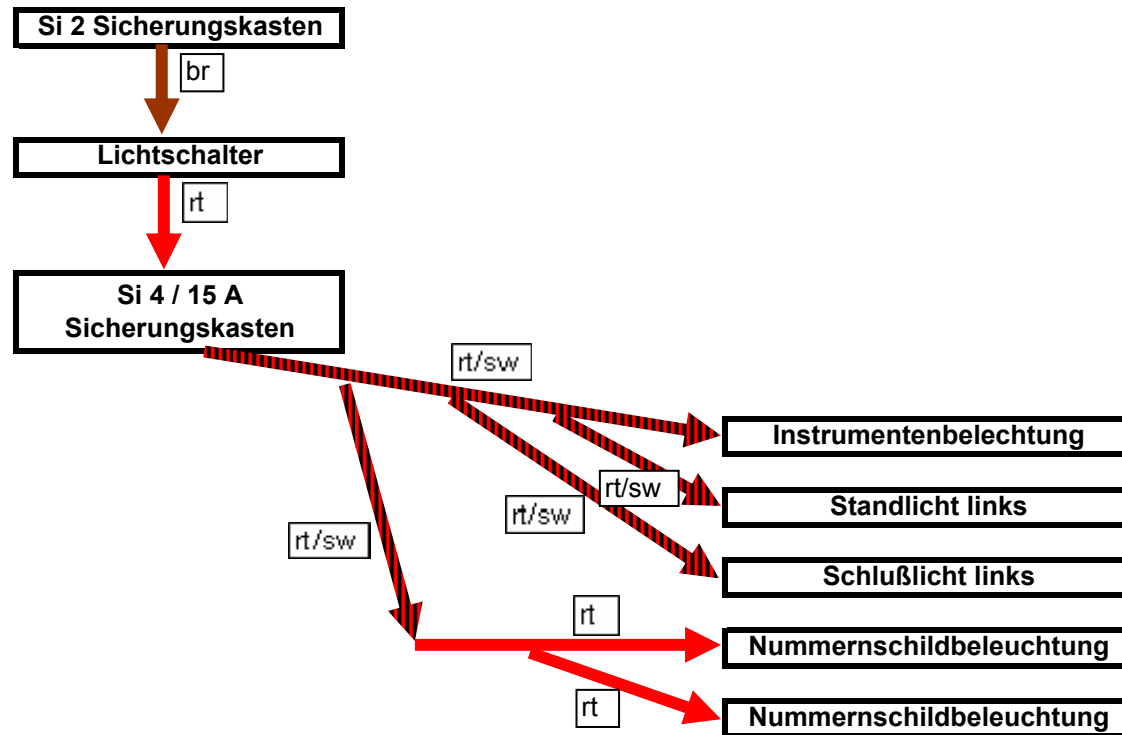 Si 2 Sicherungskasten
br
Lichtschalter
rt
Si 4 / 15 A
Sicherungskasten
rt/sw
Instrumentenbelechtung
rt/sw
Standlicht links
rt/sw
rt/sw
Schlußlicht links
rt
Nummernschildbeleuchtung
rt
Nummernschildbeleuchtung